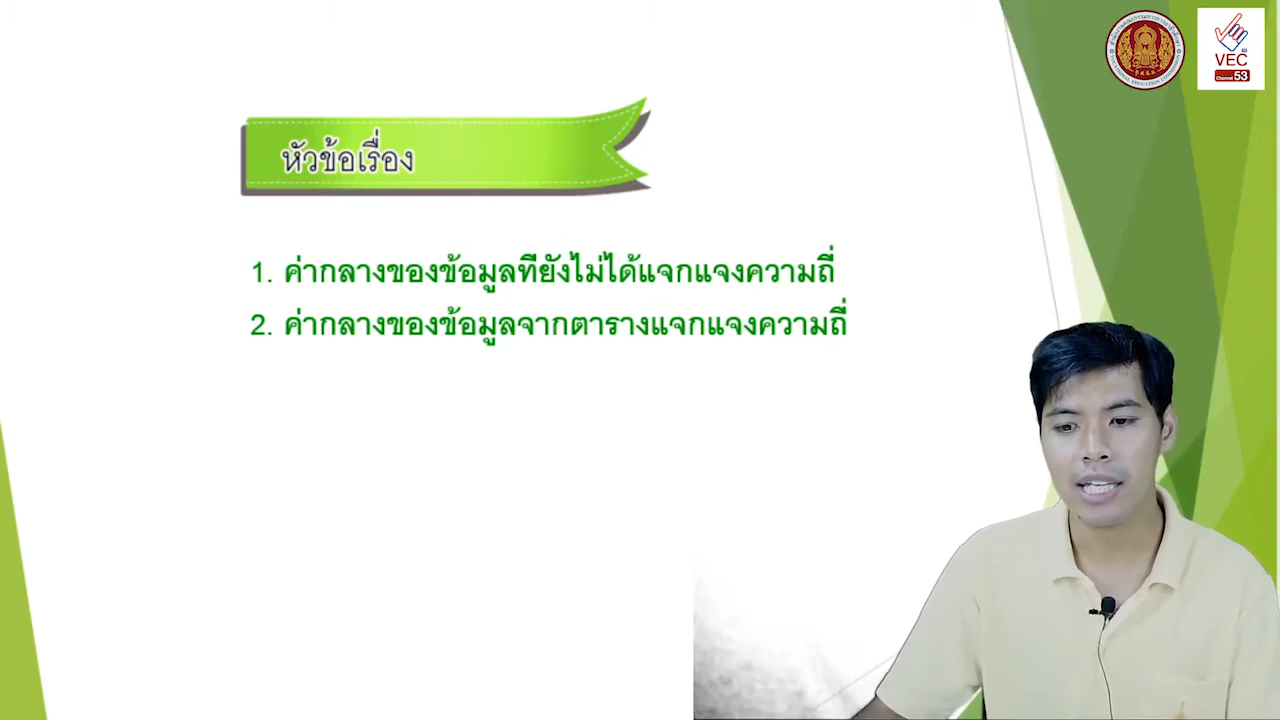 หัวข้อเรื่อง
1. ค่ากลางของข้อมูลที่ยังไม่ได้แจกแจงความถี่
2. ค่ากลางของข้อมูลจากตารางแจกแจงความถี่
VEC
Channel 53
VOCATIONAL EDUCATION COMMISSION